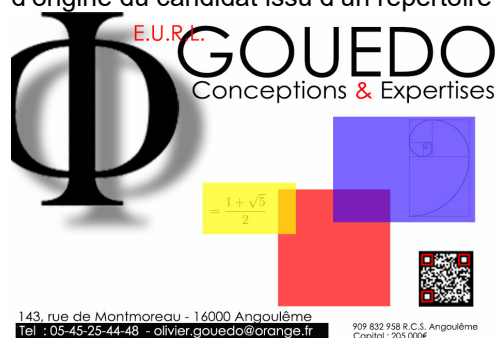 d'origine du candidat issu d'un répertoire
E.U.R.L.
GOUEDO
Conceptions & Expertises
Φ
= 1 + √5 / 2
143, rue de Montmoreau - 16000 Angoulême
Tel : 05-45-25-44-48 - olivier.gouedo@orange.fr
909 832 958 R.C.S. Angoulême
Capital : 205 000€